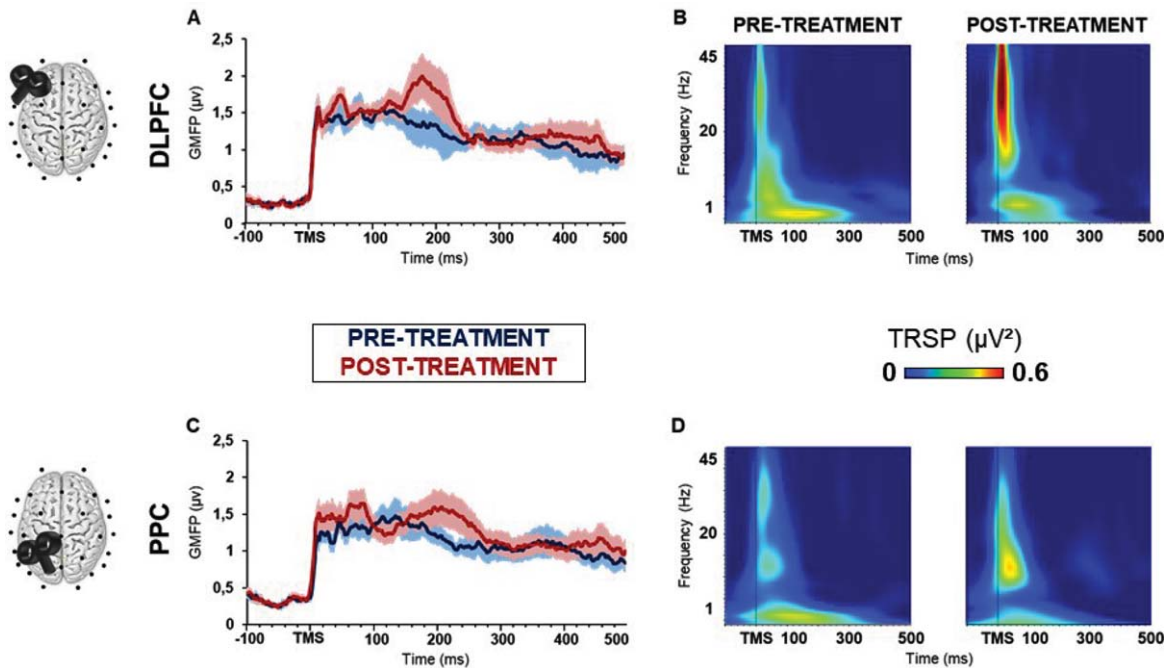 A
DLPFC
GMFP (µv)
2,5
2
1,5
1
0,5
0
-100 TMS 100 200 300 400 500
Time (ms)
B
PRE-TREATMENT
POST-TREATMENT
Frequency (Hz)
45
20
1
TMS 100 300 500
TMS 100 300 500
Time (ms)
PRE-TREATMENT
POST-TREATMENT
TRSP (µV²)
0 0.6
C
PPC
GMFP (µv)
2,5
2
1,5
1
0,5
0
-100 TMS 100 200 300 400 500
Time (ms)
D
Frequency (Hz)
45
20
1
TMS 100 300 500
TMS 100 300 500
Time (ms)